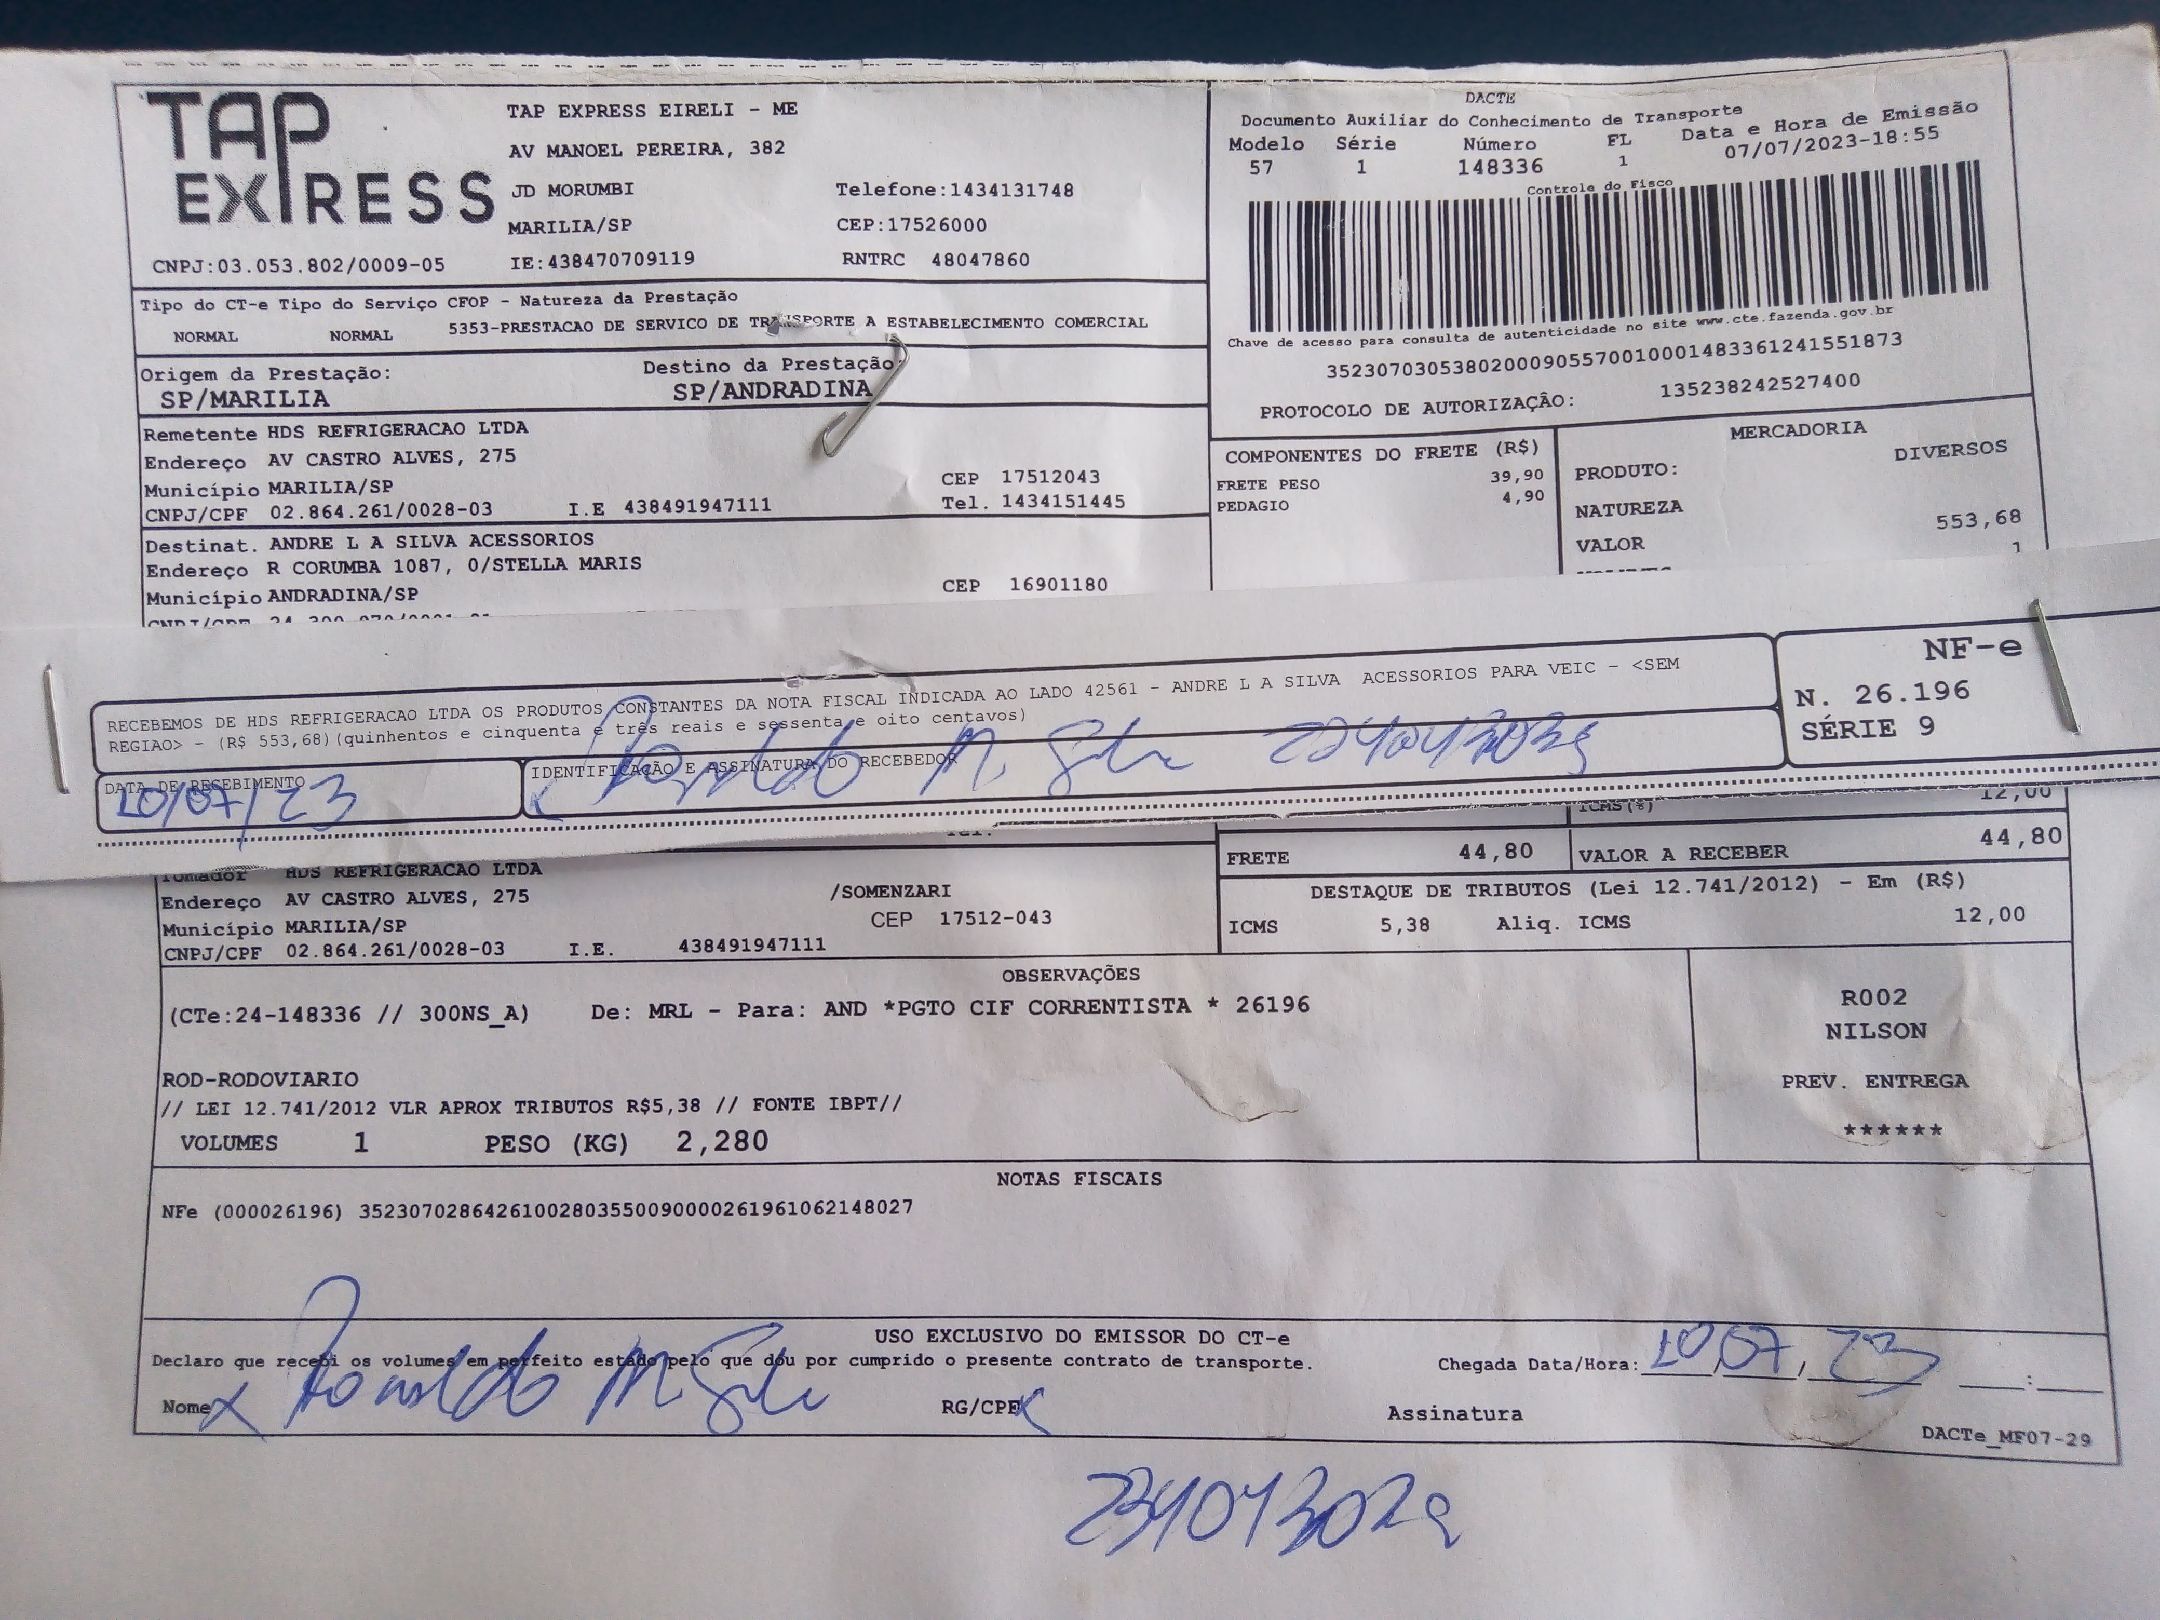 TAP
EXPRESS
TAP EXPRESS EIRELI - ME
AV MANOEL PEREIRA, 382
JD MORUMBI Telefone:1434131748
MARILIA/SP CEP:17526000
CNPJ:03.053.802/0009-05 IE:438470709119 RNTRC 48047860
DACTE
Documento Auxiliar do Conhecimento de Transporte
Modelo Série Número FL Data e Hora de Emissão
57 1 148336 1 07/07/2023-18:55
Controle do Fisco
Chave de acesso para consulta de autenticidade no site www.cte.fazenda.gov.br
35230703053802000905570010001483361241551873
PROTOCOLO DE AUTORIZAÇÃO: 135238242527400
Tipo do CT-e Tipo do Serviço CFOP - Natureza da Prestação
NORMAL NORMAL 5353-PRESTACAO DE SERVICO DE TRANSPORTE A ESTABELECIMENTO COMERCIAL
Origem da Prestação: Destino da Prestação:
SP/MARILIA SP/ANDRADINA
Remetente HDS REFRIGERACAO LTDA
Endereço AV CASTRO ALVES, 275
Município MARILIA/SP CEP 17512043
CNPJ/CPF 02.864.261/0028-03 I.E 438491947111 Tel. 1434151445
Destinat. ANDRE L A SILVA ACESSORIOS
Endereço R CORUMBA 1087, 0/STELLA MARIS
Município ANDRADINA/SP CEP 16901180
COMPONENTES DO FRETE (R$)
FRETE PESO 39,90
PEDAGIO 4,90
MERCADORIA
PRODUTO: DIVERSOS
NATUREZA
VALOR 553,68
1
RECEBEMOS DE HDS REFRIGERACAO LTDA OS PRODUTOS CONSTANTES DA NOTA FISCAL INDICADA AO LADO 42561 - ANDRE L A SILVA ACESSORIOS PARA VEIC - <SEM
REGIAO> - (R$ 553,68)(quinhentos e cinquenta e três reais e sessenta e oito centavos)
DATA DE RECEBIMENTO IDENTIFICAÇÃO E ASSINATURA DO RECEBEDOR
10/07/23 Ronaldo M.
NF-e
N. 26.196
SÉRIE 9
ICMS(%) 12,00
FRETE 44,80 VALOR A RECEBER 44,80
DESTAQUE DE TRIBUTOS (Lei 12.741/2012) - Em (R$)
ICMS 5,38 Aliq. ICMS 12,00
Tomador HDS REFRIGERACAO LTDA
Endereço AV CASTRO ALVES, 275 /SOMENZARI
Município MARILIA/SP CEP 17512-043
CNPJ/CPF 02.864.261/0028-03 I.E. 438491947111
OBSERVAÇÕES
(CTe:24-148336 // 300NS_A) De: MRL - Para: AND *PGTO CIF CORRENTISTA * 26196
ROD-RODOVIARIO
// LEI 12.741/2012 VLR APROX TRIBUTOS R$5,38 // FONTE IBPT//
VOLUMES 1 PESO (KG) 2,280
R002
NILSON
PREV. ENTREGA
******
NOTAS FISCAIS
NFe (000026196) 35230702864261002803550090000261961062148027
USO EXCLUSIVO DO EMISSOR DO CT-e
Declaro que recebi os volumes em perfeito estado pelo que dou por cumprido o presente contrato de transporte. Chegada Data/Hora: 10,07,23 :
Nome Ronaldo M RG/CPF Assinatura
DACTe_MF07-29